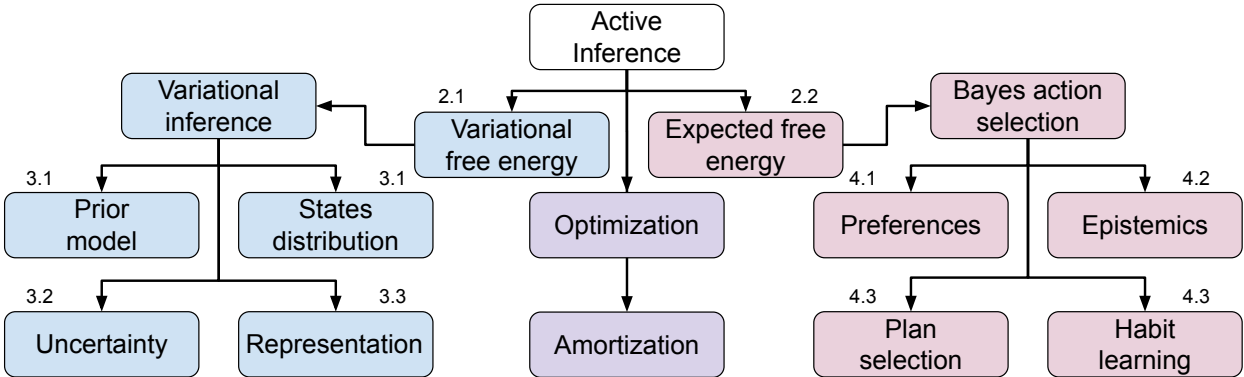 Active
Inference
Variational
inference
2.1
Variational
free energy
2.2
Expected free
energy
Bayes action
selection
3.1
Prior
model
3.1
States
distribution
Optimization
4.1
Preferences
4.2
Epistemics
3.2
Uncertainty
3.3
Representation
Amortization
4.3
Plan
selection
4.3
Habit
learning